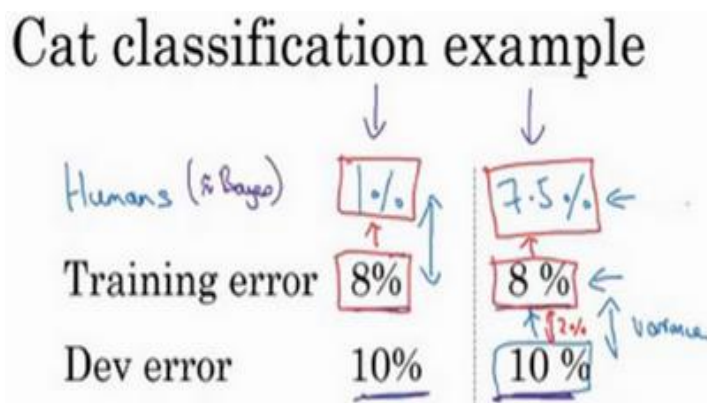 Cat classification example
Humans (≈ Bayes) 1% 7.5%
Training error 8% 8 %
2%
variance
Dev error 10% 10 %